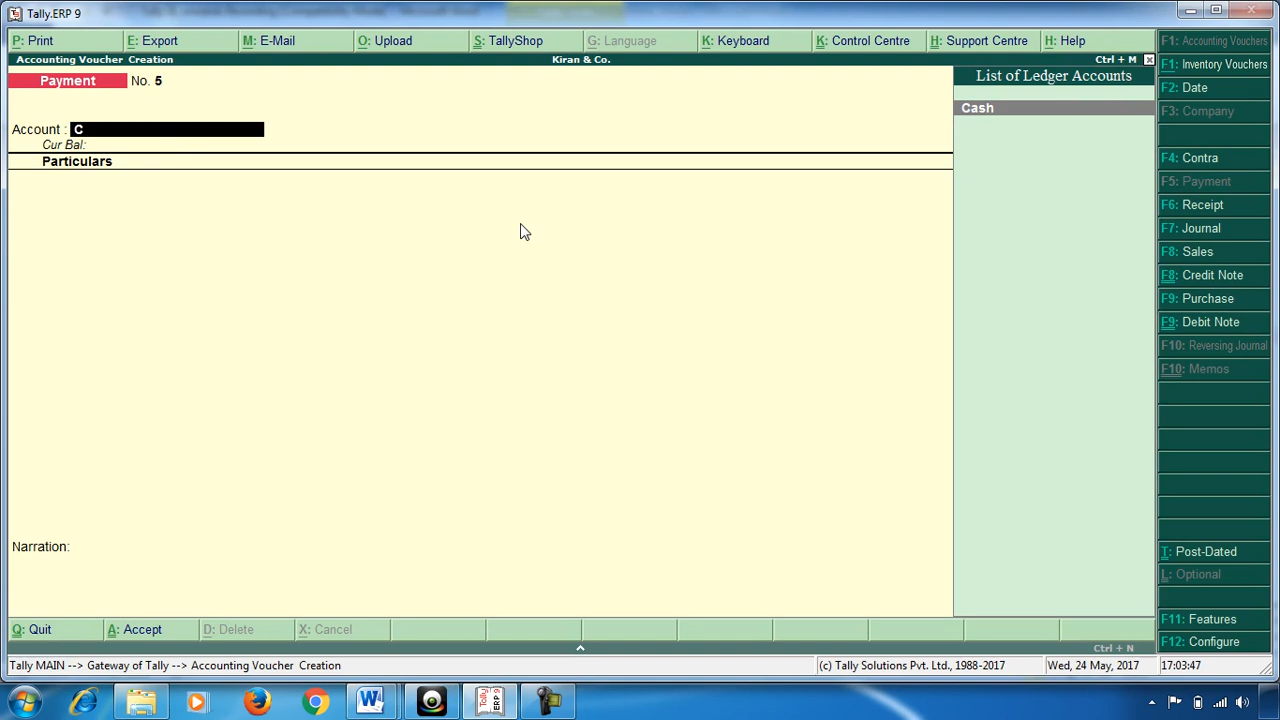 Tally.ERP 9
P: Print
E: Export
M: E-Mail
O: Upload
S: TallyShop
G: Language
K: Keyboard
K: Control Centre
H: Support Centre
H: Help
Accounting Voucher Creation
Kiran & Co.
Ctrl + M
Payment No. 5
Account : C
Cur Bal:
Particulars
Narration:
List of Ledger Accounts
Cash
F1: Accounting Vouchers
F1: Inventory Vouchers
F2: Date
F3: Company
F4: Contra
F5: Payment
F6: Receipt
F7: Journal
F8: Sales
F8: Credit Note
F9: Purchase
F9: Debit Note
F10: Reversing Journal
F10: Memos
T: Post-Dated
L: Optional
F11: Features
F12: Configure
Q: Quit
A: Accept
D: Delete
X: Cancel
Ctrl + N
Tally MAIN --> Gateway of Tally --> Accounting Voucher Creation
(c) Tally Solutions Pvt. Ltd., 1988-2017
Wed, 24 May, 2017
17:03:47